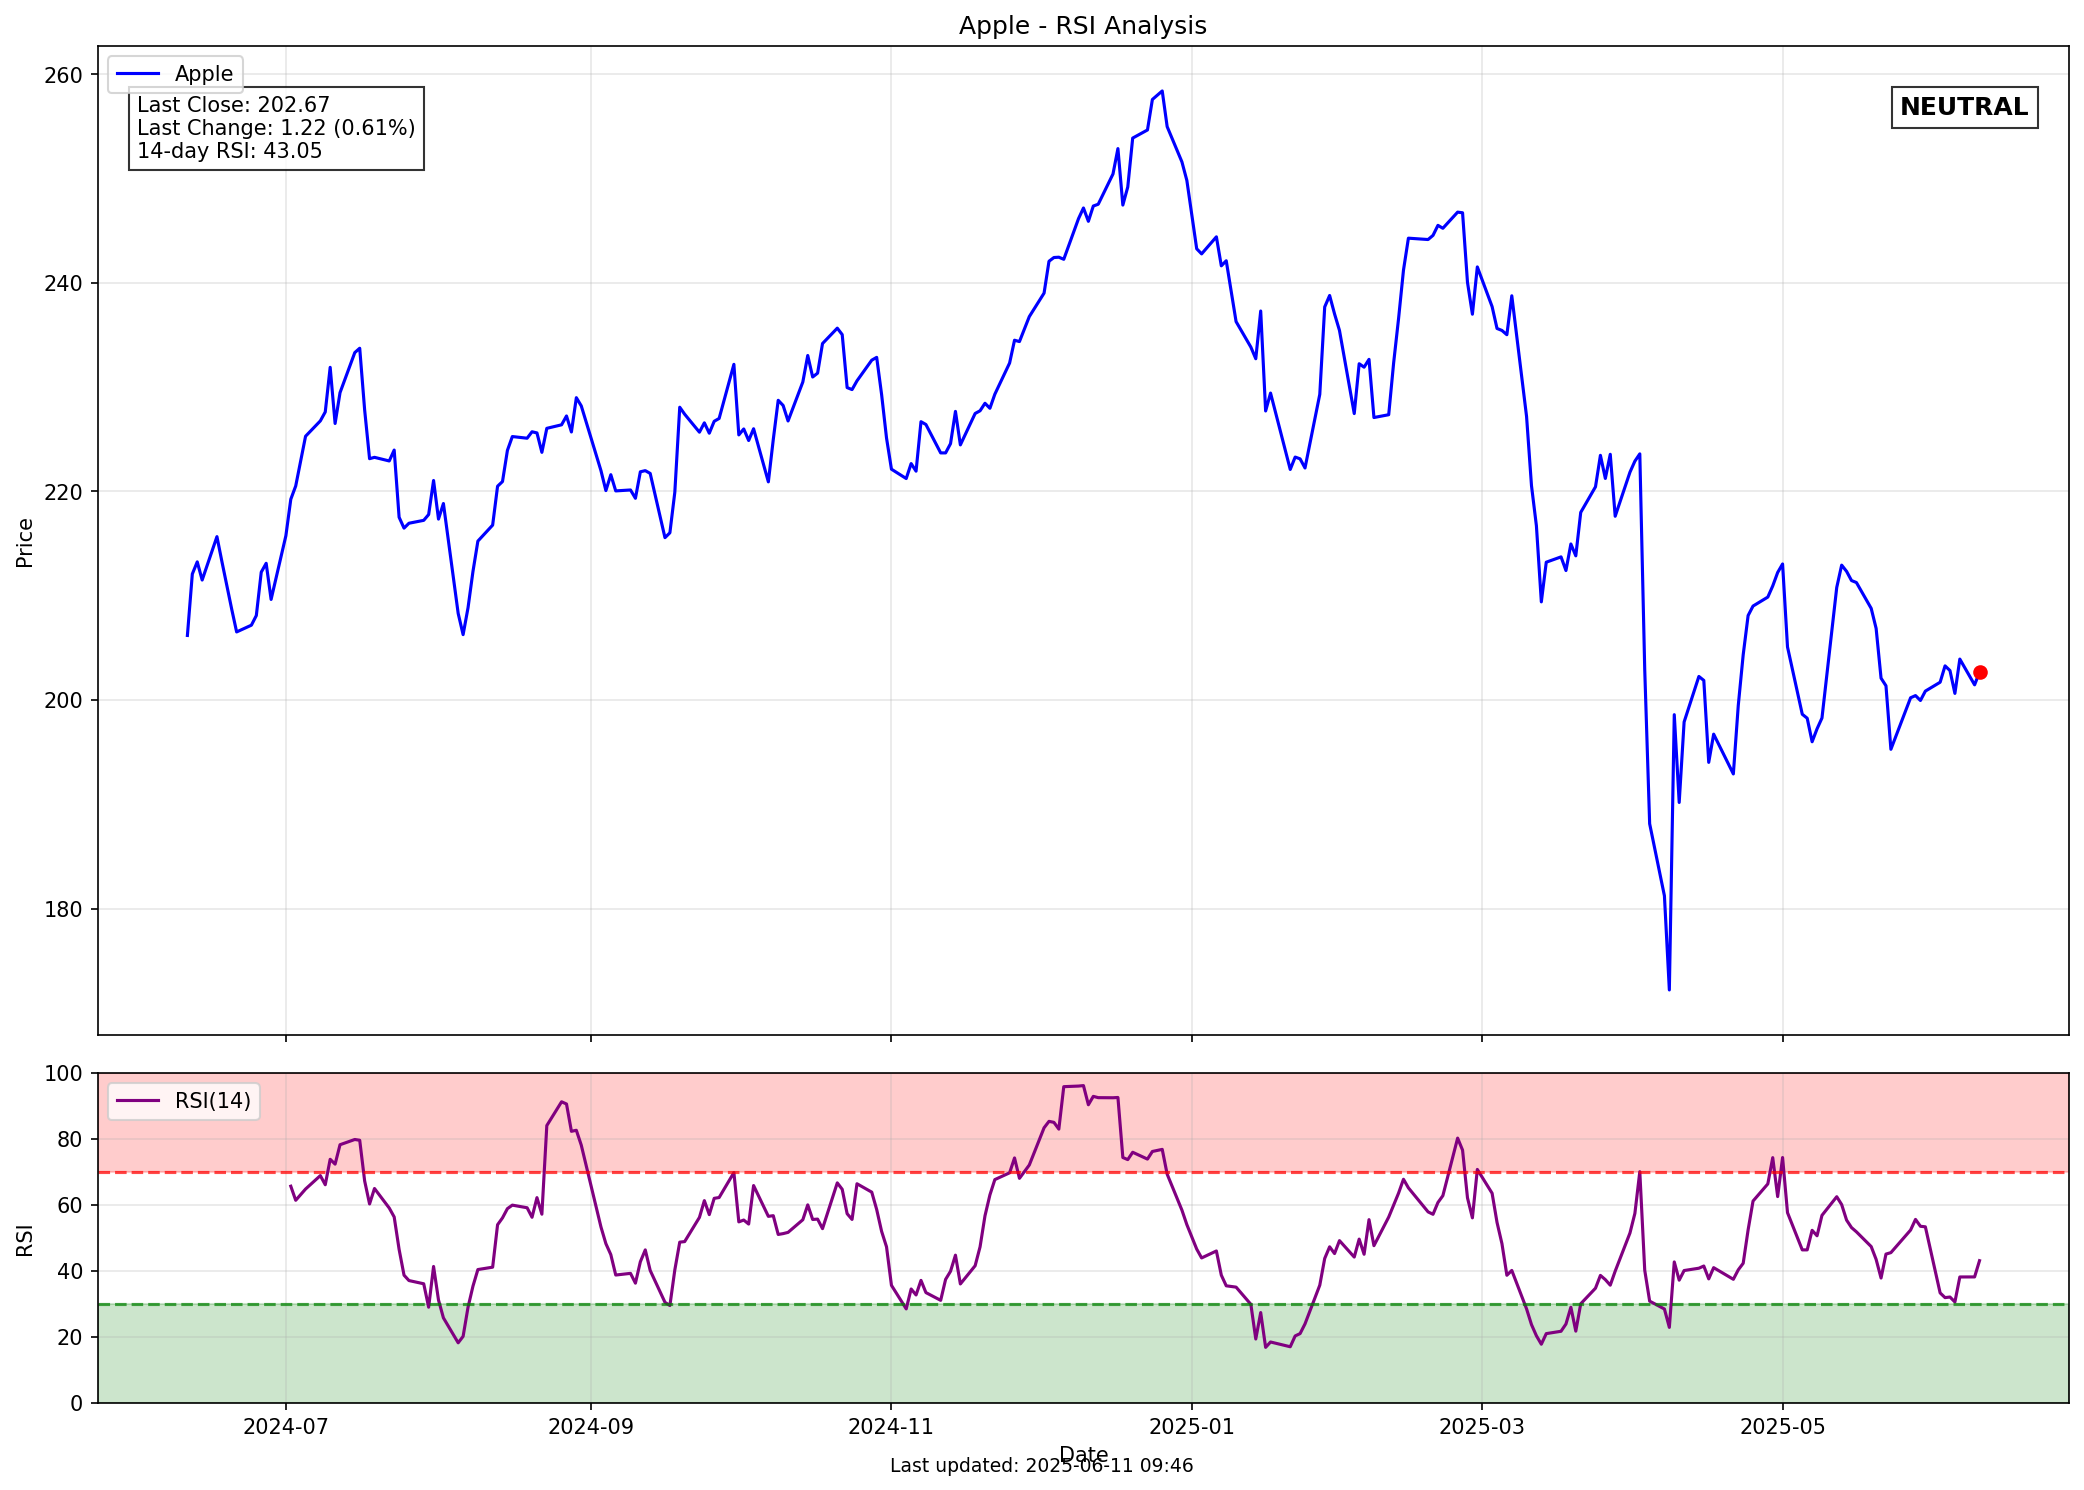 Apple - RSI Analysis
Apple
Last Close: 202.67
Last Change: 1.22 (0.61%)
14-day RSI: 43.05
NEUTRAL
260
240
220
200
180
Price
RSI(14)
100
80
60
40
20
0
RSI
2024-07
2024-09
2024-11
2025-01
2025-03
2025-05
Date
Last updated: 2025-06-11 09:46